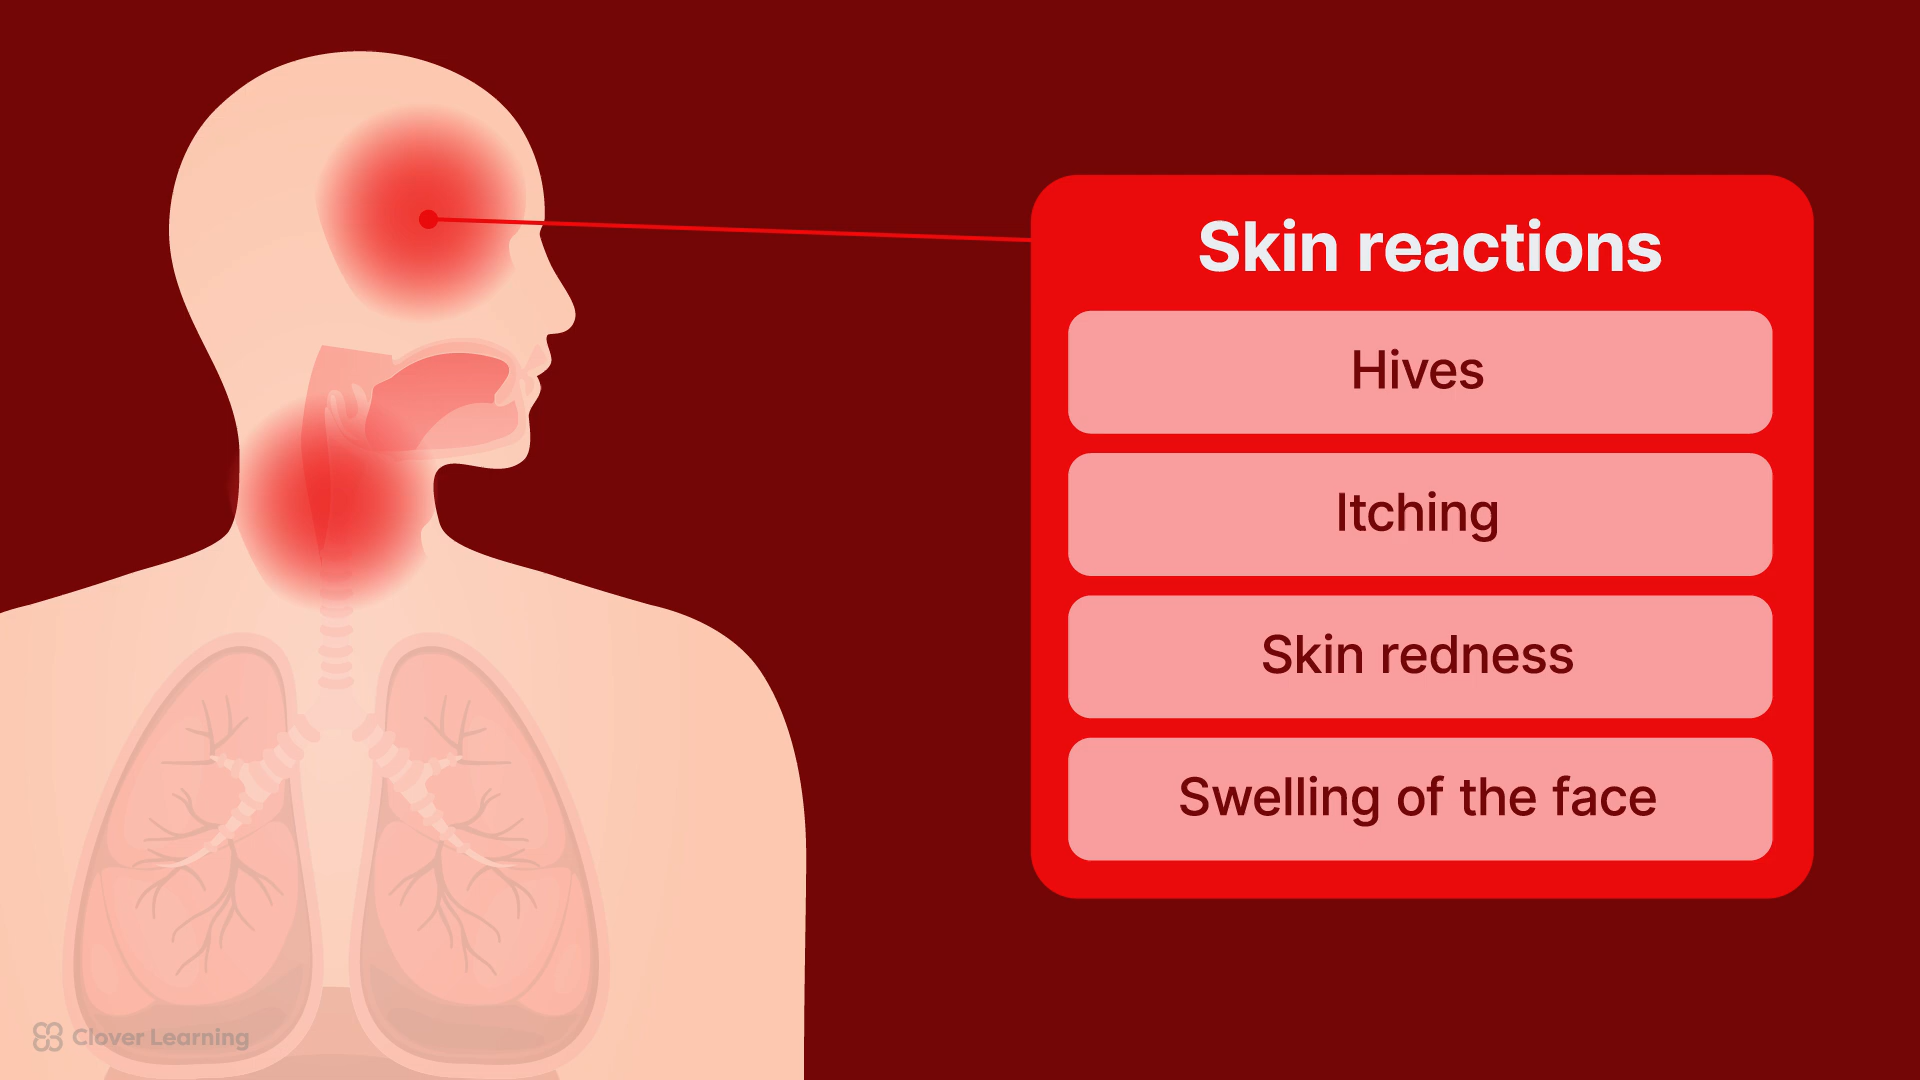 Skin reactions
Hives
Itching
Skin redness
Swelling of the face
Clover Learning